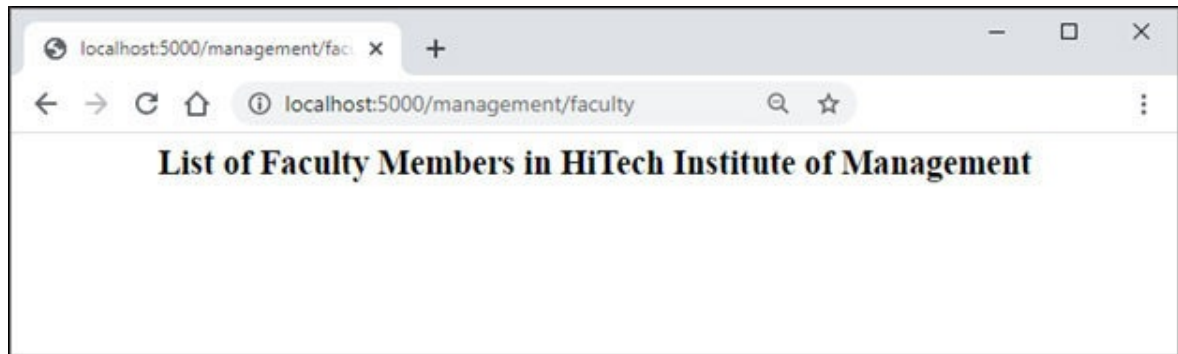 localhost:5000/management/fac
localhost:5000/management/faculty
List of Faculty Members in HiTech Institute of Management